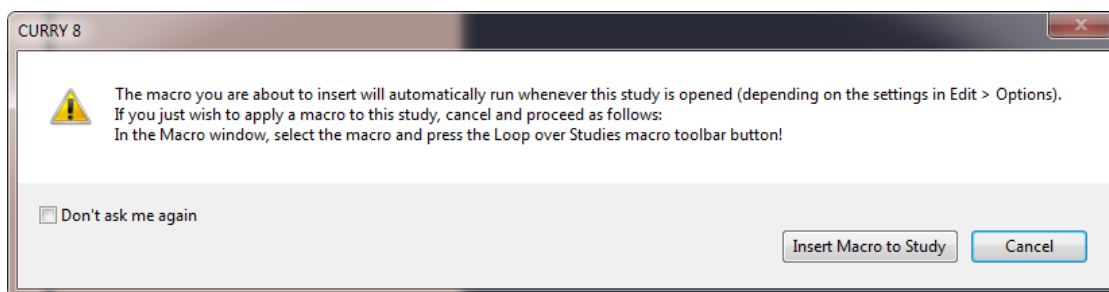 CURRY 8
The macro you are about to insert will automatically run whenever this study is opened (depending on the settings in Edit > Options).
If you just wish to apply a macro to this study, cancel and proceed as follows:
In the Macro window, select the macro and press the Loop over Studies macro toolbar button!
Don't ask me again
Insert Macro to Study
Cancel